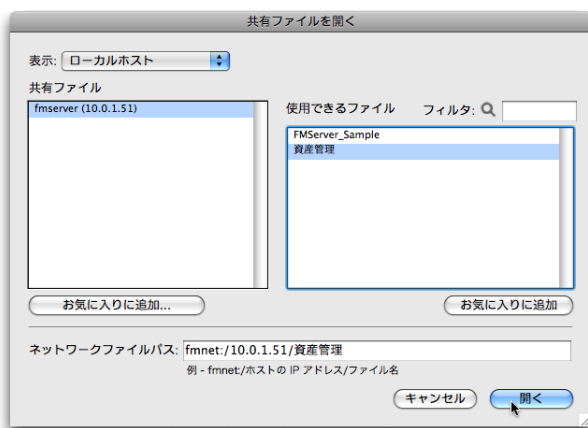 共有ファイルを開く
表示: ローカルホスト
共有ファイル
fmserver (10.0.1.51)
使用できるファイル フィルタ:
FMServer_Sample
資産管理
お気に入りに追加...
お気に入りに追加
ネットワークファイルパス: fmnet:/10.0.1.51/資産管理
例 - fmnet:/ホストの IP アドレス/ファイル名
キャンセル
開く